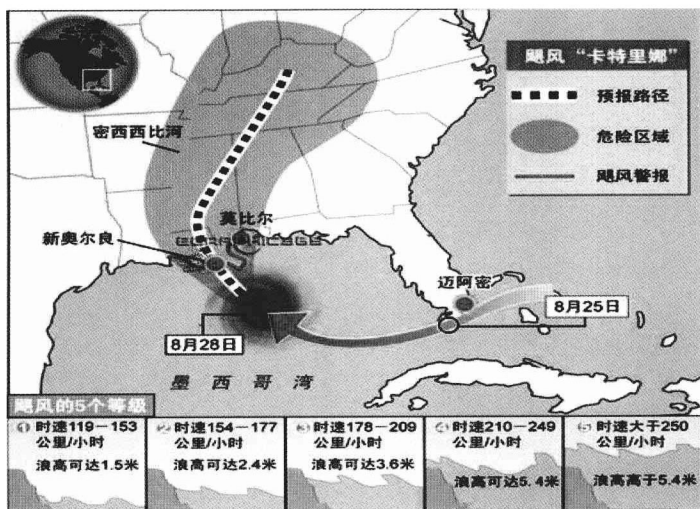 飓风“卡特里娜”
预报路径
危险区域
飓风警报
密西西比河
莫比尔
新奥尔良
迈阿密
8月25日
8月28日
墨西哥湾
飓风的5个等级
① 时速119－153
公里/小时
浪高可达1.5米
② 时速154－177
公里/小时
浪高可达2.4米
③ 时速178－209
公里/小时
浪高可达3.6米
④ 时速210－249
公里/小时
浪高可达5.4米
⑤ 时速大于250
公里/小时
浪高高于5.4米